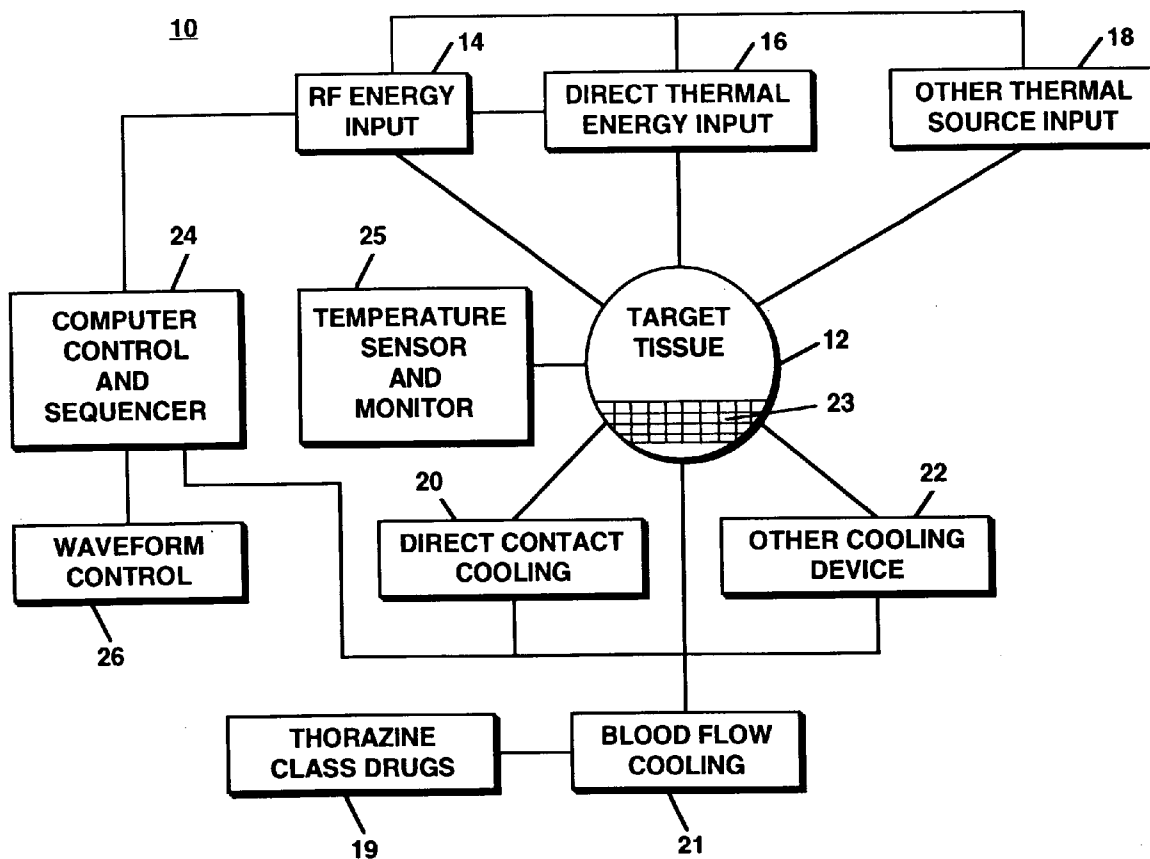 10
14
16
18
RF ENERGY
INPUT
DIRECT THERMAL
ENERGY INPUT
OTHER THERMAL
SOURCE INPUT
24
25
COMPUTER
CONTROL
AND
SEQUENCER
TEMPERATURE
SENSOR
AND
MONITOR
TARGET
TISSUE
12
23
20
22
WAVEFORM
CONTROL
DIRECT CONTACT
COOLING
OTHER COOLING
DEVICE
26
THORAZINE
CLASS DRUGS
BLOOD FLOW
COOLING
19
21